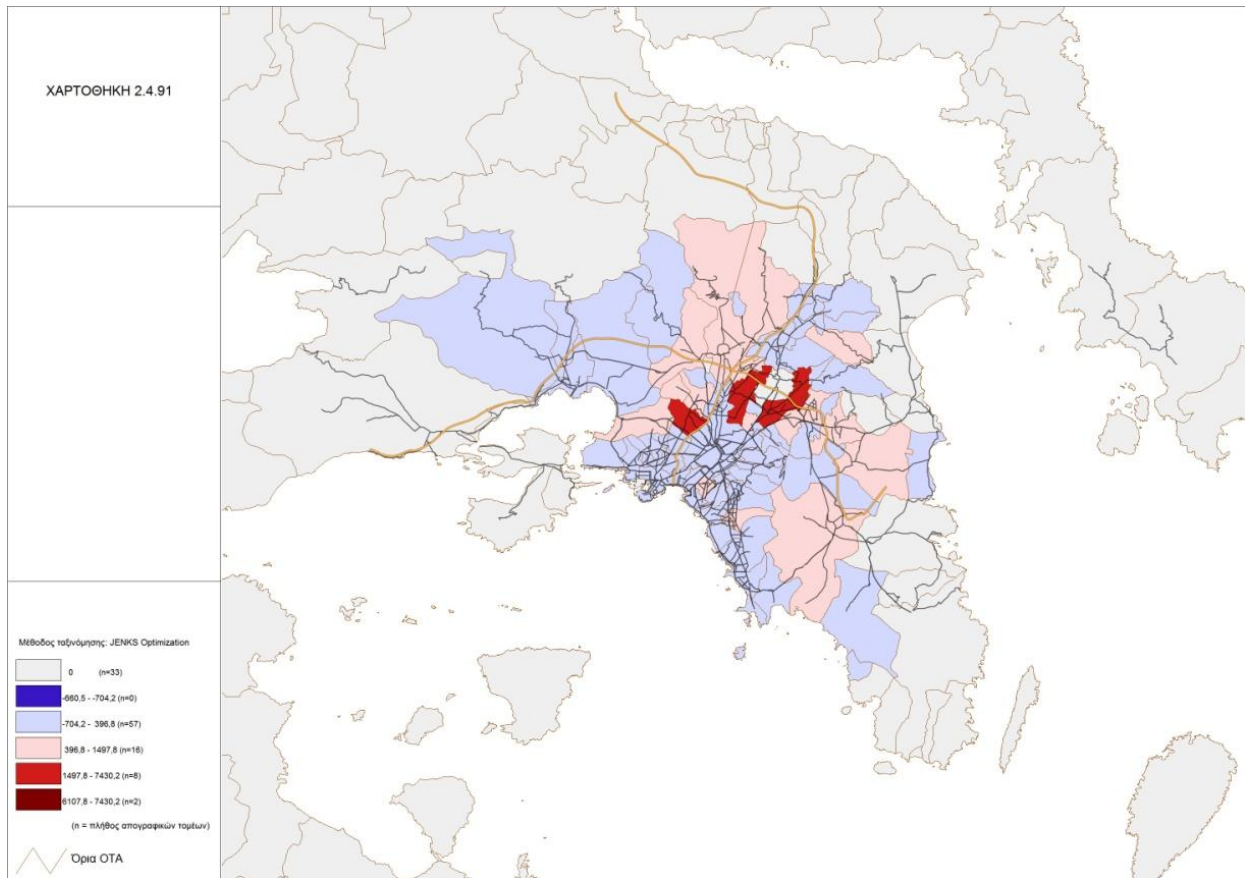 ΧΑΡΤΟΘΗΚΗ 2.4.91
Μέθοδος ταξινόμησης: JENKS Optimization
0 (n=33)
-660,5 - -704,2 (n=0)
-704,2 - 396,8 (n=57)
396,8 - 1497,8 (n=16)
1497,8 - 7430,2 (n=8)
6107,8 - 7430,2 (n=2)
(n = πλήθος απογραφικών τομέων)
Όρια ΟΤΑ